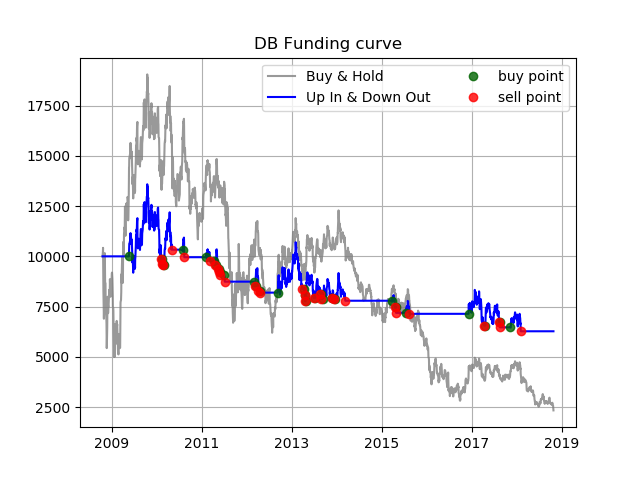 DB Funding curve
Buy & Hold
Up In & Down Out
buy point
sell point
17500
15000
12500
10000
7500
5000
2500
2009 2011 2013 2015 2017 2019